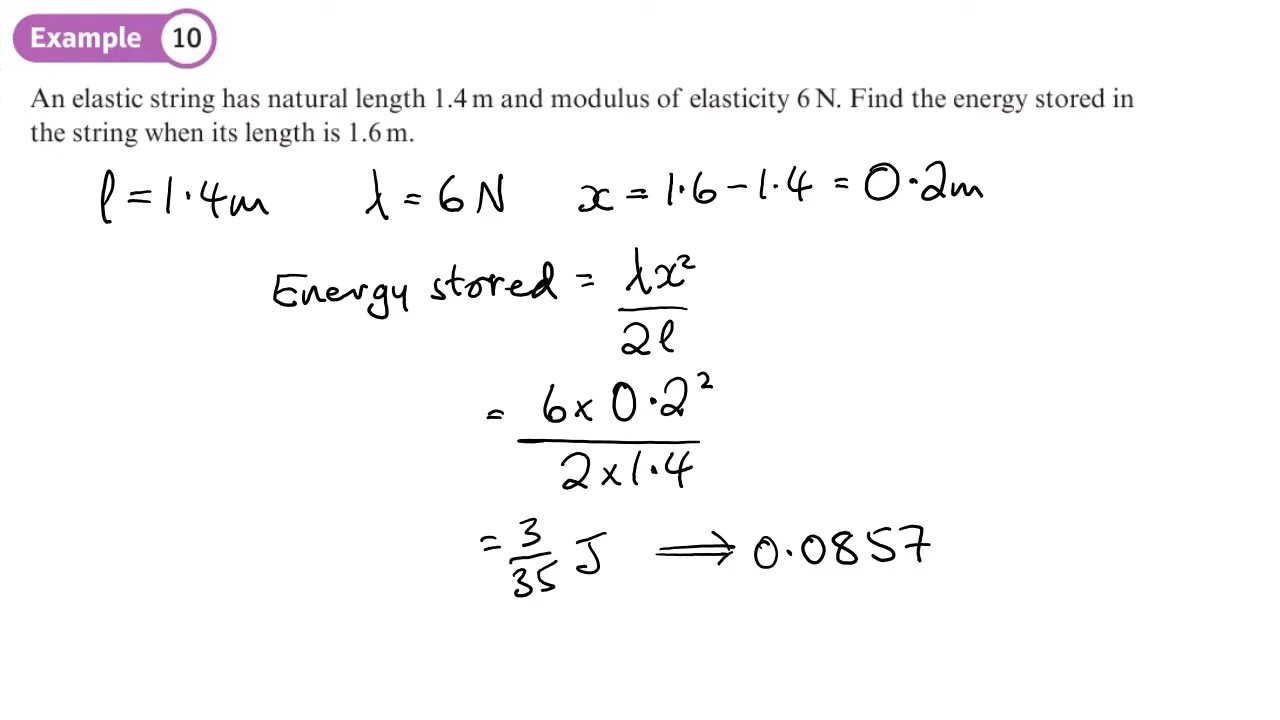 Example 10
An elastic string has natural length 1.4 m and modulus of elasticity 6 N. Find the energy stored in
the string when its length is 1.6 m.
l = 1.4m   λ = 6N   x = 1.6 - 1.4 = 0.2m
Energy stored = λx²
2l
= 6 x 0.2²
2 x 1.4
= 3/35 J ⟹ 0.0857